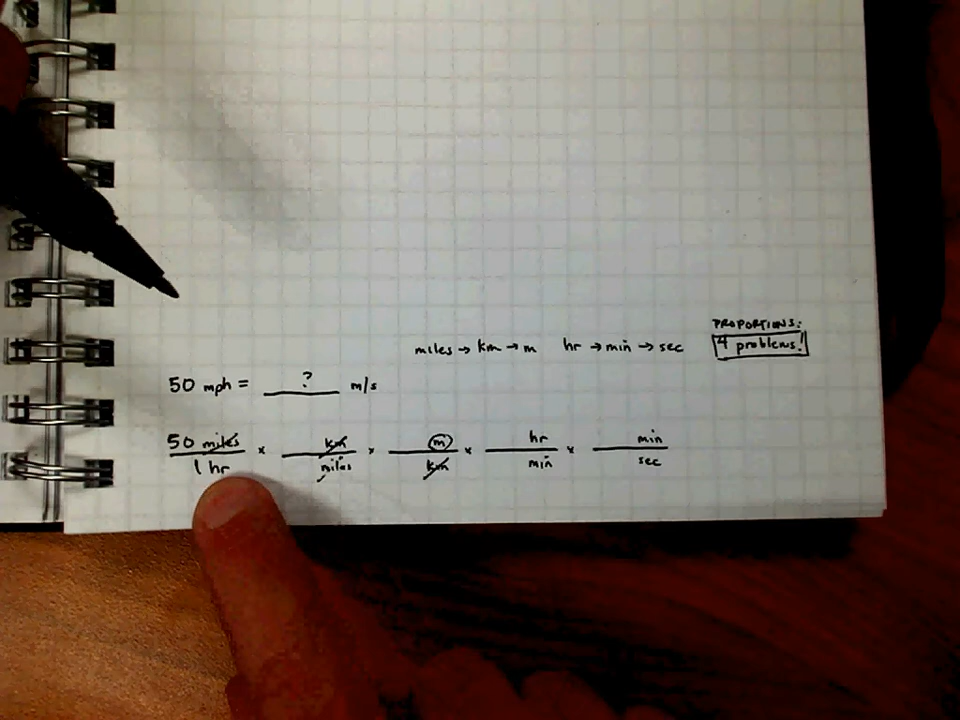 PROPORTIONS:
miles → km → m hr → min → sec 4 problems!
50 mph = ? m/s
50 miles / 1 hr × km / miles × m / km × hr / min × min / sec